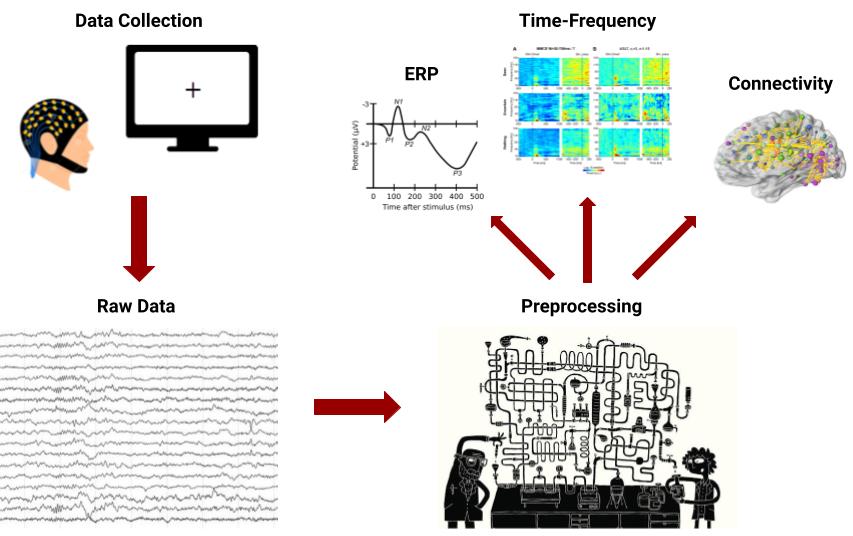 Data Collection
Time-Frequency
ERP
Connectivity
A
B
-3
N1
P1
P2
N2
+3
P3
Potential (µV)
0 100 200 300 400 500
Time after stimulus (ms)
Raw Data
Preprocessing